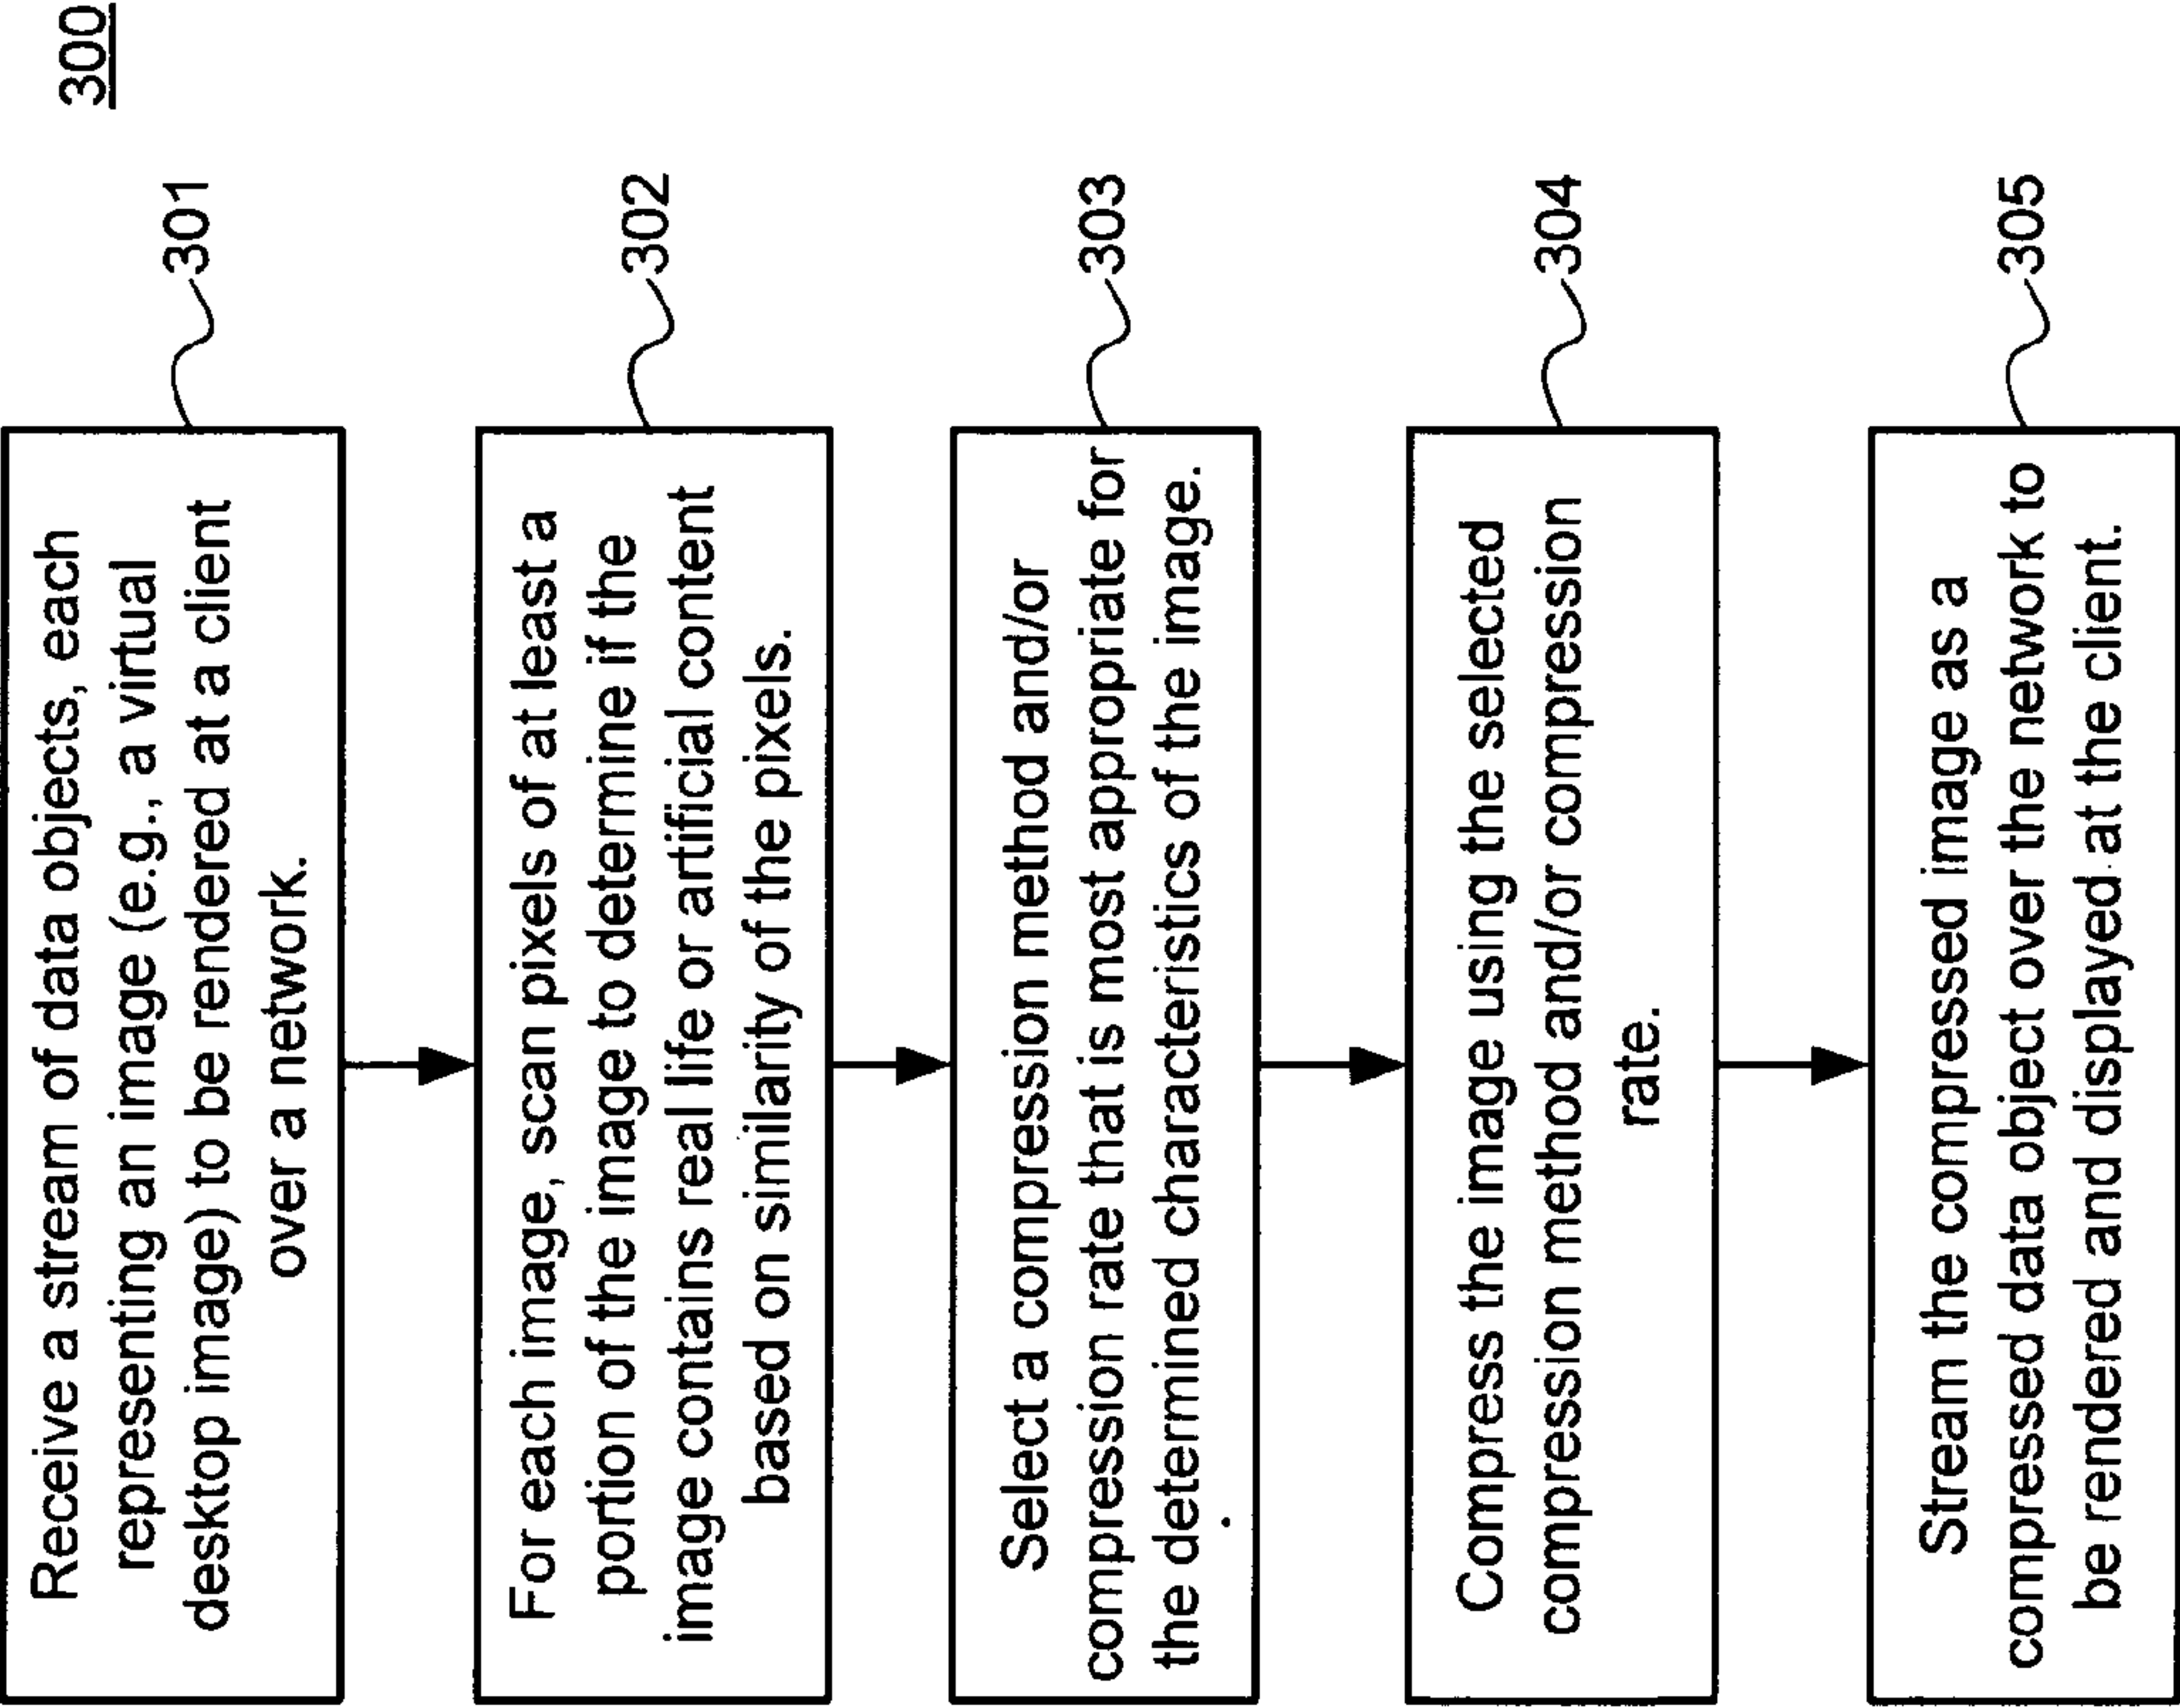 300
Receive a stream of data objects, each
representing an image (e.g., a virtual
desktop image) to be rendered at a client
over a network.
301
For each image, scan pixels of at least a
portion of the image to determine if the
image contains real life or artificial content
based on similarity of the pixels.
302
Select a compression method and/or
compression rate that is most appropriate for
the determined characteristics of the image.
303
Compress the image using the selected
compression method and/or compression
rate.
304
Stream the compressed image as a
compressed data object over the network to
be rendered and displayed at the client.
305